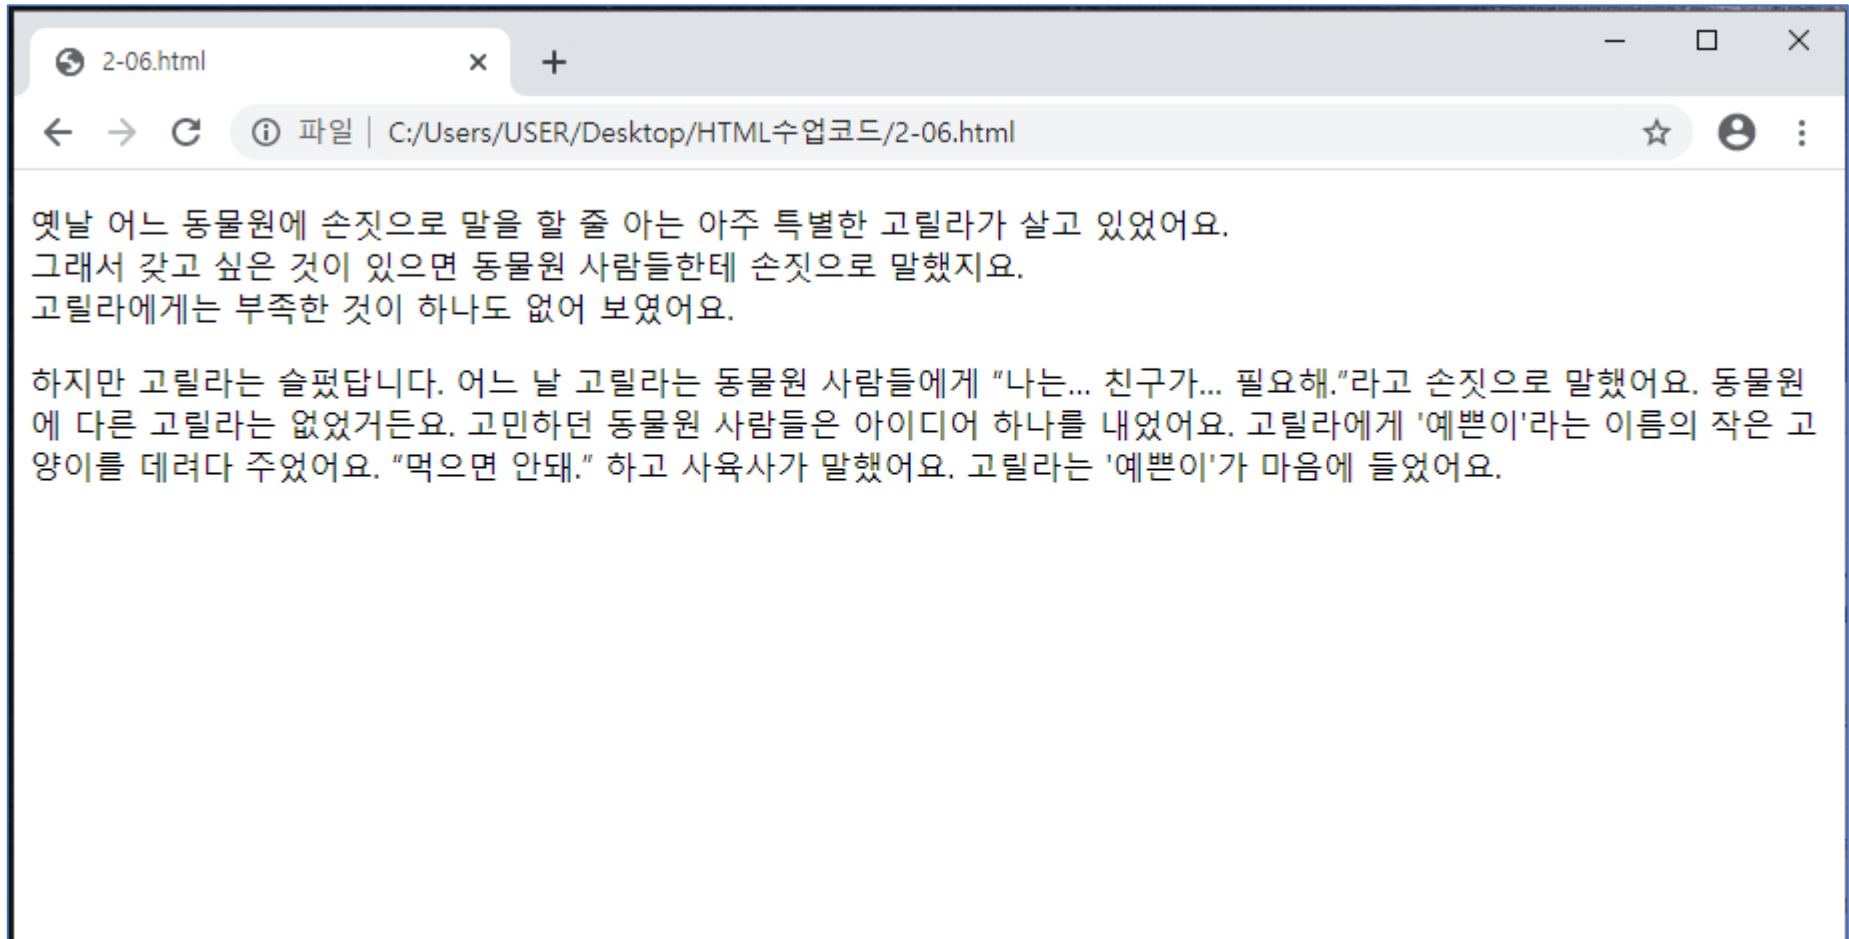 2-06.html
파일 | C:/Users/USER/Desktop/HTML수업코드/2-06.html
옛날 어느 동물원에 손짓으로 말을 할 줄 아는 아주 특별한 고릴라가 살고 있었어요.
그래서 갖고 싶은 것이 있으면 동물원 사람들한테 손짓으로 말했지요.
고릴라에게는 부족한 것이 하나도 없어 보였어요.
하지만 고릴라는 슬펐답니다. 어느 날 고릴라는 동물원 사람들에게 “나는... 친구가... 필요해.”라고 손짓으로 말했어요. 동물원
에 다른 고릴라는 없었거든요. 고민하던 동물원 사람들은 아이디어 하나를 내었어요. 고릴라에게 '예쁜이'라는 이름의 작은 고
양이를 데려다 주었어요. “먹으면 안돼.” 하고 사육사가 말했어요. 고릴라는 '예쁜이'가 마음에 들었어요.